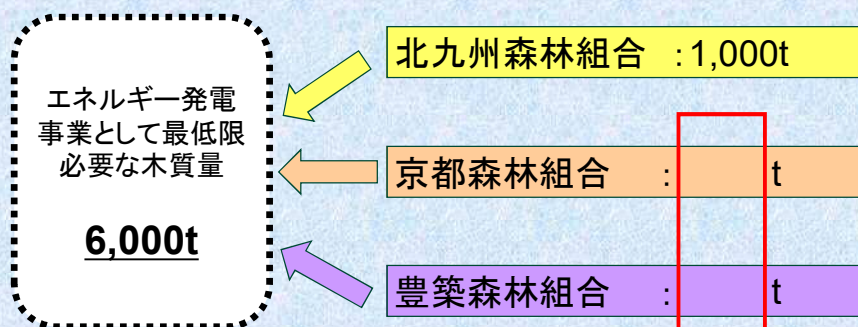 エネルギー発電
事業として最低限
必要な木質量
6,000t
北九州森林組合 :1,000t
京都森林組合 : t
豊築森林組合 : t